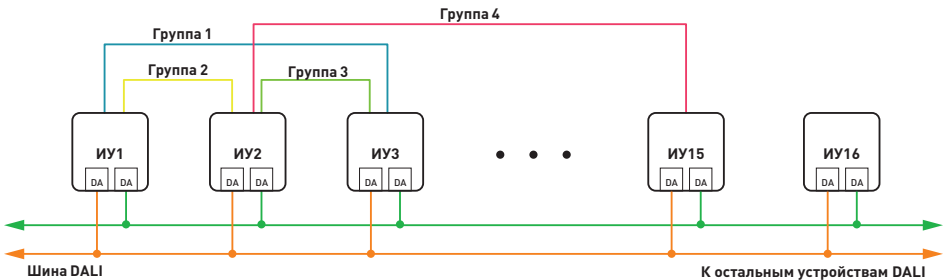 Группа 4
Группа 1
Группа 2
Группа 3
ИУ1
ИУ2
ИУ3
ИУ15
ИУ16
DA DA
DA DA
DA DA
DA DA
DA DA
Шина DALI
К остальным устройствам DALI